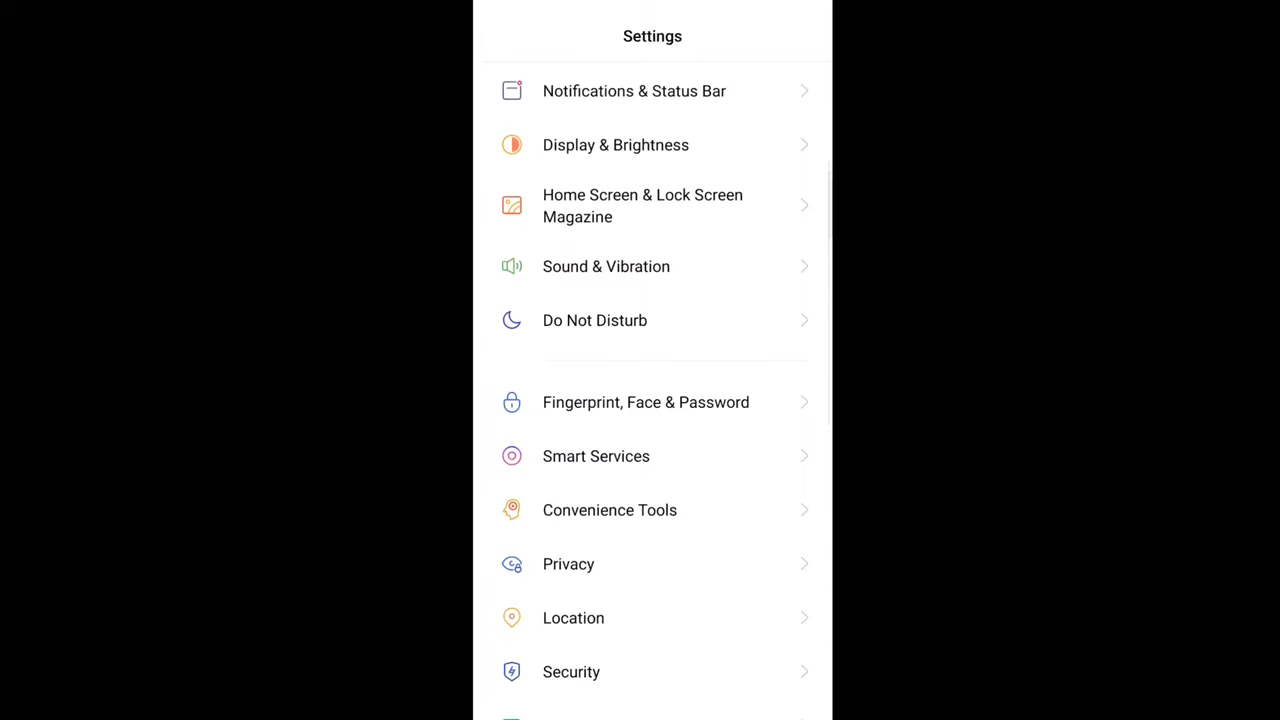 Settings
Notifications & Status Bar
Display & Brightness
Home Screen & Lock Screen
Magazine
Sound & Vibration
Do Not Disturb
Fingerprint, Face & Password
Smart Services
Convenience Tools
Privacy
Location
Security